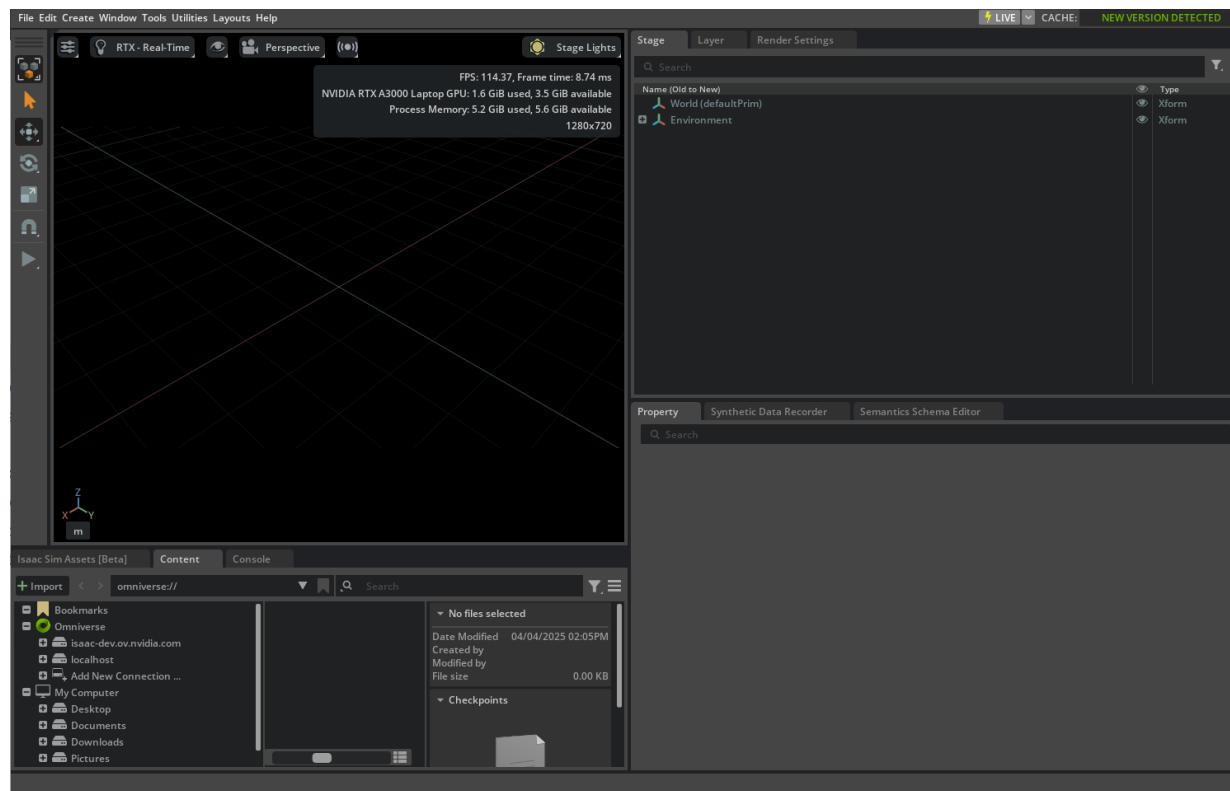 File Edit Create Window Tools Utilities Layouts Help
LIVE CACHE: NEW VERSION DETECTED
RTX - Real-Time Perspective Stage Lights
FPS: 114.37, Frame time: 8.74 ms
NVIDIA RTX A3000 Laptop GPU: 1.6 GiB used, 3.5 GiB available
Process Memory: 5.2 GiB used, 5.6 GiB available
1280x720
Z
X Y
m
Stage Layer Render Settings
Search
Name (Old to New) Type
World (defaultPrim) Xform
Environment Xform
Property Synthetic Data Recorder Semantics Schema Editor
Search
Isaac Sim Assets [Beta] Content Console
Import < > omniverse:// Search
Bookmarks
Omniverse
isaac-dev.ov.nvidia.com
localhost
Add New Connection ...
My Computer
Desktop
Documents
Downloads
Pictures
No files selected
Date Modified 04/04/2025 02:05PM
Created by
Modified by
File size 0.00 KB
Checkpoints